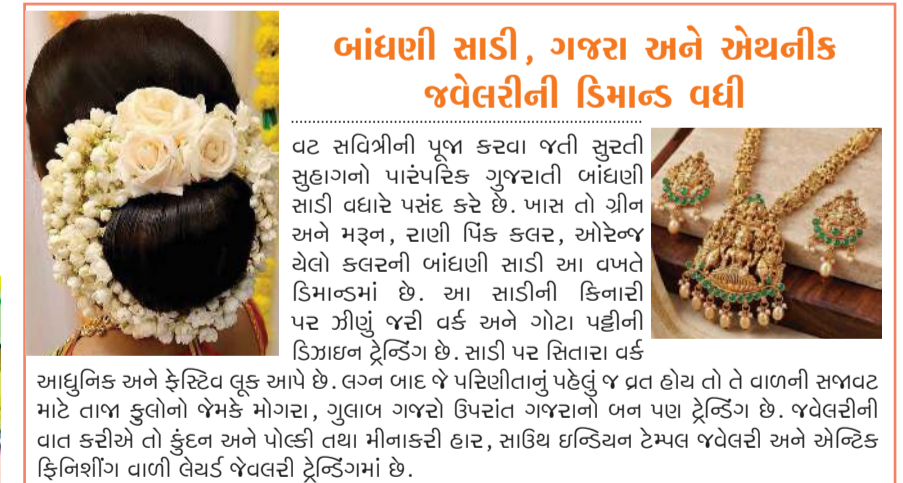 બાંધણી સાડી, ગજરા અને એથનીક
જવેલરીની ડિમાન્ડ વધી
વટ સવિત્રીની પૂજા કરવા જતી સુરતી
સુહાગનો પારંપરિક ગુજરાતી બાંધણી
સાડી વધારે પસંદ કરે છે. ખાસ તો ગ્રીન
અને મરૂન, રાણી પિંક કલર, ઓરેન્જ
યેલો કલરની બાંધણી સાડી આ વખતે
ડિમાન્ડમાં છે. આ સાડીની કિનારી
પર ઝીણું જરી વર્ક અને ગોટા પટ્ટીની
ડિઝાઇન ટ્રેન્ડિંગ છે. સાડી પર સિતારા વર્ક
આધુનિક અને ફેસ્ટિવ લૂક આપે છે. લગ્ન બાદ જે પરિણીતાનું પહેલું જ વ્રત હોય તો તે વાળની સજાવટ
માટે તાજા ફુલોનો જેમકે મોગરા, ગુલાબ ગજરો ઉપરાંત ગજરાનો બન પણ ટ્રેન્ડિંગ છે. જવેલરીની
વાત કરીએ તો કુંદન અને પોલ્કી તથા મીનાકરી હાર, સાઉથ ઇન્ડિયન ટેમ્પલ જવેલરી અને એન્ટિક
ફિનિશીંગ વાળી લેયર્ડ જેવલરી ટ્રેન્ડિંગમાં છે.